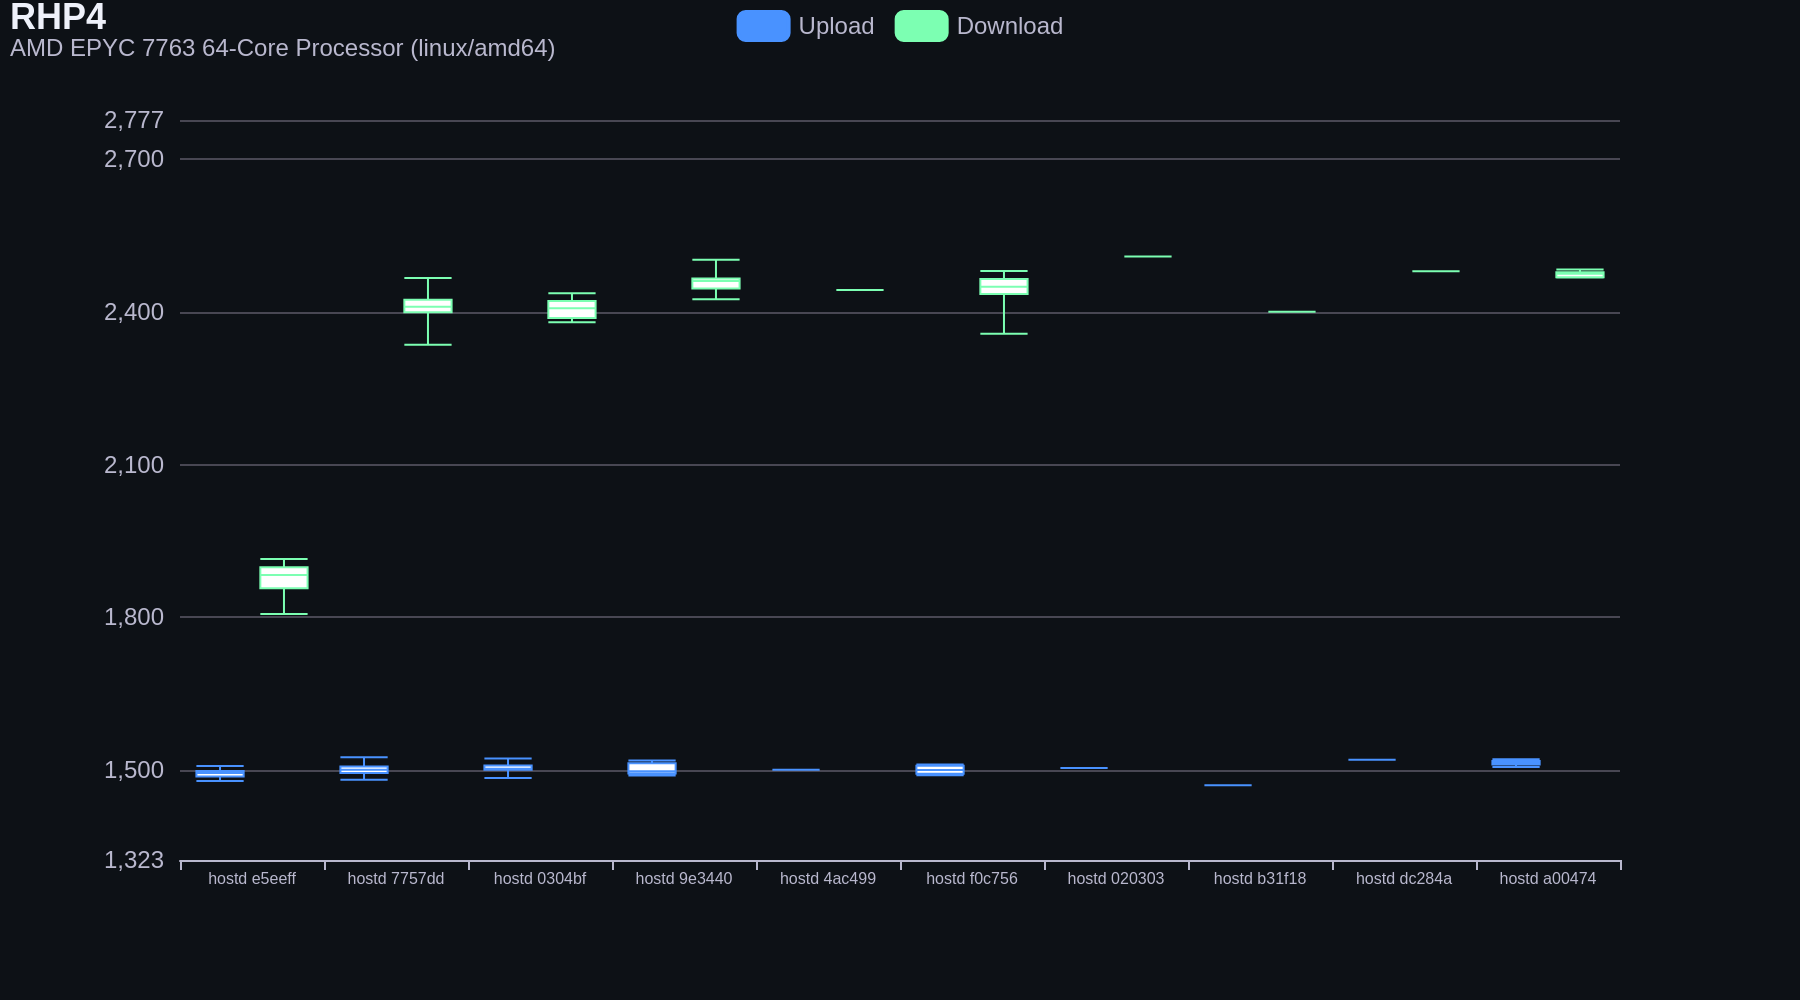 RHP4
AMD EPYC 7763 64-Core Processor (linux/amd64)
Upload Download
2,777
2,700
2,400
2,100
1,800
1,500
1,323
hostd e5eeff hostd 7757dd hostd 0304bf hostd 9e3440 hostd 4ac499 hostd f0c756 hostd 020303 hostd b31f18 hostd dc284a hostd a00474